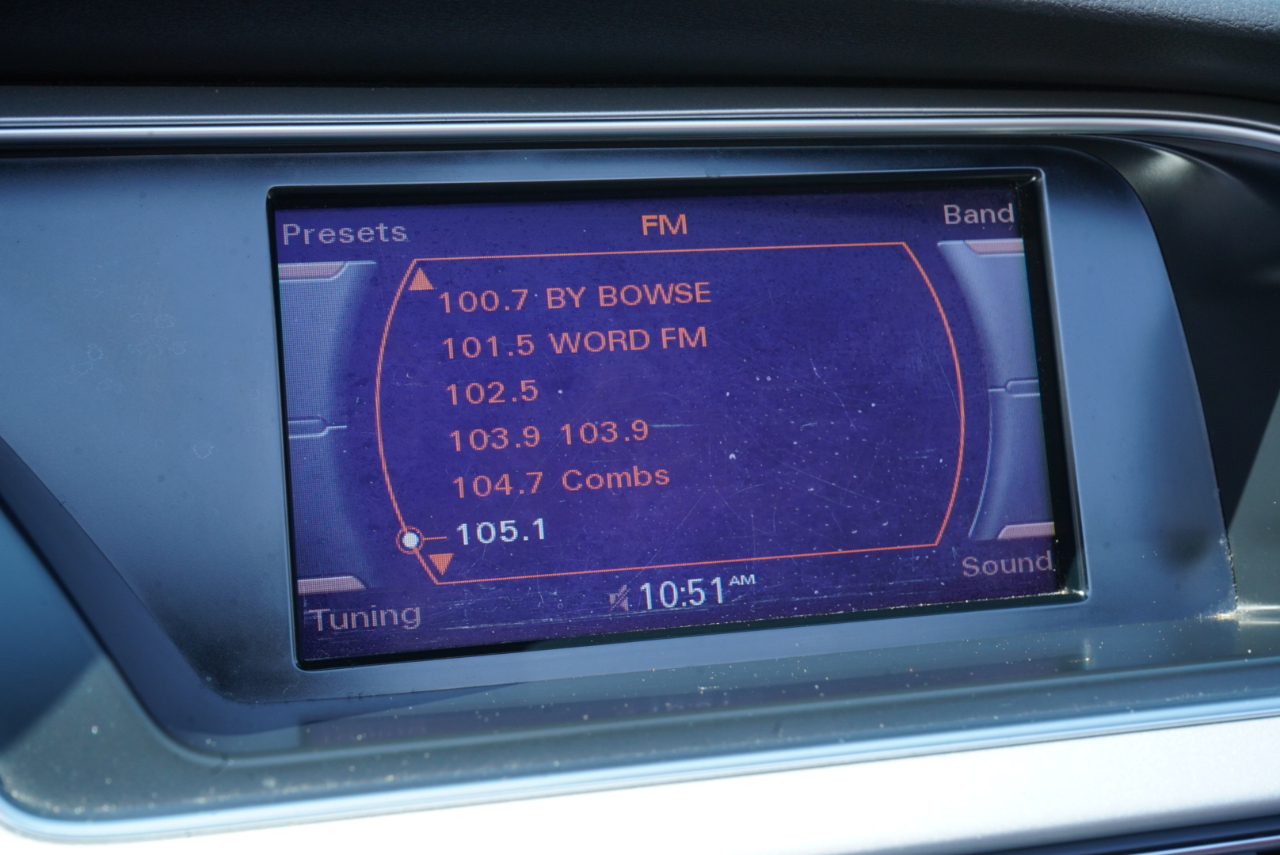 Presets FM Band
100.7 BY BOWSE
101.5 WORD FM
102.5
103.9 103.9
104.7 Combs
105.1
Tuning 10:51 AM Sound